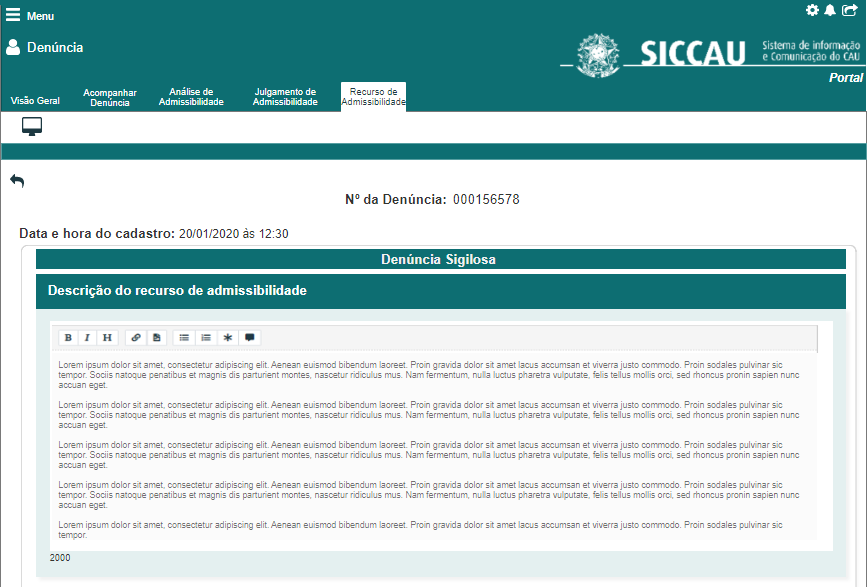 Menu
Denúncia
SICCAU
Sistema de informação
e Comunicação do CAU
Portal
Visão Geral
Acompanhar
Denúncia
Análise de
Admissibilidade
Julgamento de
Admissibilidade
Recurso de
Admissibilidade
Nº da Denúncia: 000156578
Data e hora do cadastro: 20/01/2020 ás 12:30
Denúncia Sigilosa
Descrição do recurso de admissibilidade
B I H
Lorem ipsum dolor sit amet, consectetur adipiscing elit. Aenean euismod bibendum laoreet. Proin gravida dolor sit amet lacus accumsan et viverra justo commodo. Proin sodales pulvinar sic
tempor. Sociis natoque penatibus et magnis dis parturient montes, nascetur ridiculus mus. Nam fermentum, nulla luctus pharetra vulputate, felis tellus mollis orci, sed rhoncus pronin sapien nunc
accuan eget.
Lorem ipsum dolor sit amet, consectetur adipiscing elit. Aenean euismod bibendum laoreet. Proin gravida dolor sit amet lacus accumsan et viverra justo commodo. Proin sodales pulvinar sic
tempor. Sociis natoque penatibus et magnis dis parturient montes, nascetur ridiculus mus. Nam fermentum, nulla luctus pharetra vulputate, felis tellus mollis orci, sed rhoncus pronin sapien nunc
accuan eget.
Lorem ipsum dolor sit amet, consectetur adipiscing elit. Aenean euismod bibendum laoreet. Proin gravida dolor sit amet lacus accumsan et viverra justo commodo. Proin sodales pulvinar sic
tempor. Sociis natoque penatibus et magnis dis parturient montes, nascetur ridiculus mus. Nam fermentum, nulla luctus pharetra vulputate, felis tellus mollis orci, sed rhoncus pronin sapien nunc
accuan eget.
Lorem ipsum dolor sit amet, consectetur adipiscing elit. Aenean euismod bibendum laoreet. Proin gravida dolor sit amet lacus accumsan et viverra justo commodo. Proin sodales pulvinar sic
tempor. Sociis natoque penatibus et magnis dis parturient montes, nascetur ridiculus mus. Nam fermentum, nulla luctus pharetra vulputate, felis tellus mollis orci, sed rhoncus pronin sapien nunc
accuan eget.
Lorem ipsum dolor sit amet, consectetur adipiscing elit. Aenean euismod bibendum laoreet. Proin gravida dolor sit amet lacus accumsan et viverra justo commodo. Proin sodales pulvinar sic
tempor.
2000